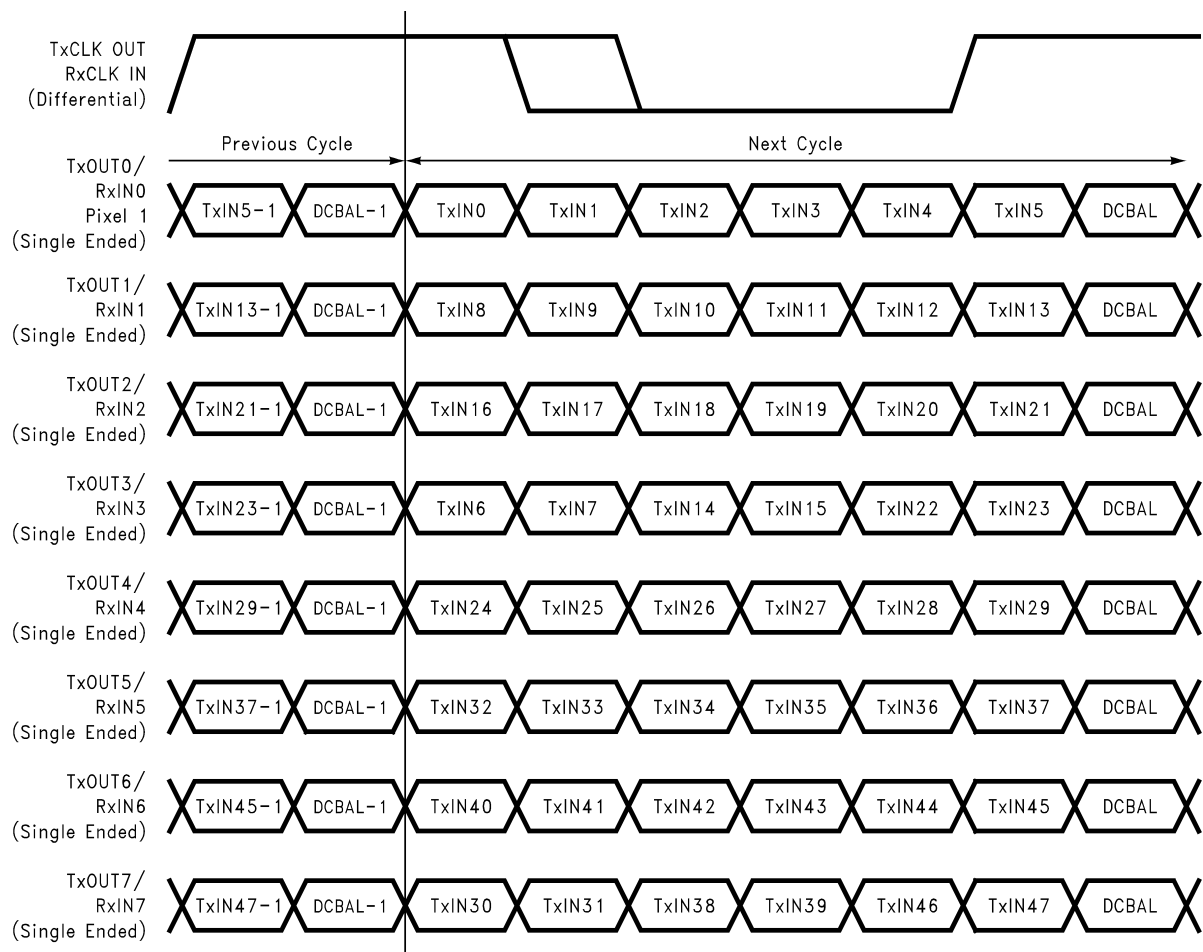 TxCLK OUT
RxCLK IN
(Differential)
Previous Cycle
Next Cycle
TxOUT0/
RxIN0
Pixel 1
(Single Ended)
TxIN5-1 DCBAL-1 TxIN0 TxIN1 TxIN2 TxIN3 TxIN4 TxIN5 DCBAL
TxOUT1/
RxIN1
(Single Ended)
TxIN13-1 DCBAL-1 TxIN8 TxIN9 TxIN10 TxIN11 TxIN12 TxIN13 DCBAL
TxOUT2/
RxIN2
(Single Ended)
TxIN21-1 DCBAL-1 TxIN16 TxIN17 TxIN18 TxIN19 TxIN20 TxIN21 DCBAL
TxOUT3/
RxIN3
(Single Ended)
TxIN23-1 DCBAL-1 TxIN6 TxIN7 TxIN14 TxIN15 TxIN22 TxIN23 DCBAL
TxOUT4/
RxIN4
(Single Ended)
TxIN29-1 DCBAL-1 TxIN24 TxIN25 TxIN26 TxIN27 TxIN28 TxIN29 DCBAL
TxOUT5/
RxIN5
(Single Ended)
TxIN37-1 DCBAL-1 TxIN32 TxIN33 TxIN34 TxIN35 TxIN36 TxIN37 DCBAL
TxOUT6/
RxIN6
(Single Ended)
TxIN45-1 DCBAL-1 TxIN40 TxIN41 TxIN42 TxIN43 TxIN44 TxIN45 DCBAL
TxOUT7/
RxIN7
(Single Ended)
TxIN47-1 DCBAL-1 TxIN30 TxIN31 TxIN38 TxIN39 TxIN46 TxIN47 DCBAL